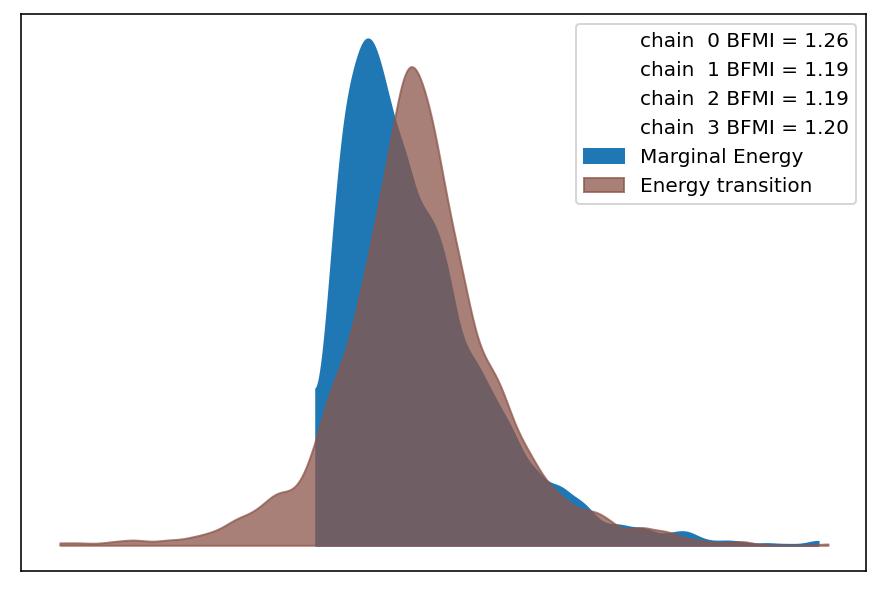 chain  0 BFMI = 1.26
chain  1 BFMI = 1.19
chain  2 BFMI = 1.19
chain  3 BFMI = 1.20
Marginal Energy
Energy transition